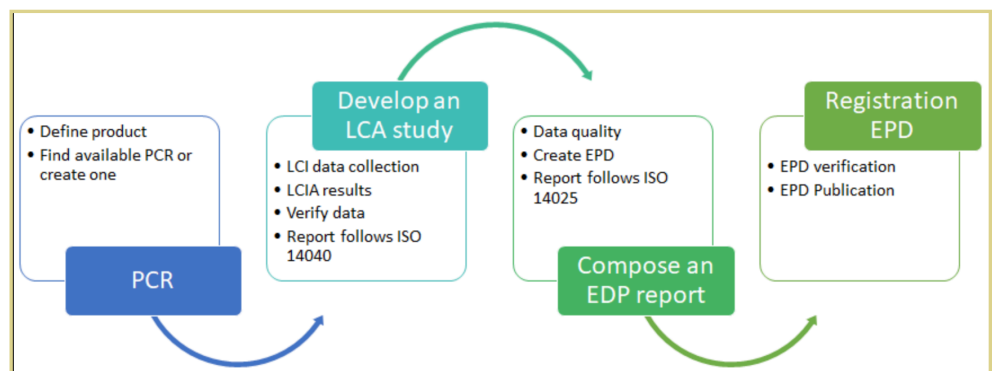 • Define product
• Find available PCR or
create one
PCR
Develop an
LCA study
• LCI data collection
• LCIA results
• Verify data
• Report follows ISO
14040
• Data quality
• Create EPD
• Report follows ISO
14025
Compose an
EDP report
Registration
EPD
• EPD verification
• EPD Publication